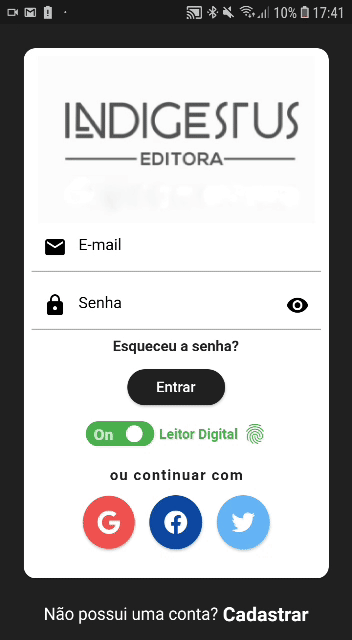 10% 17:41
INDIGESTUS
EDITORA
E-mail
Senha
Esqueceu a senha?
Entrar
On Leitor Digital
ou continuar com
G
Não possui uma conta? Cadastrar